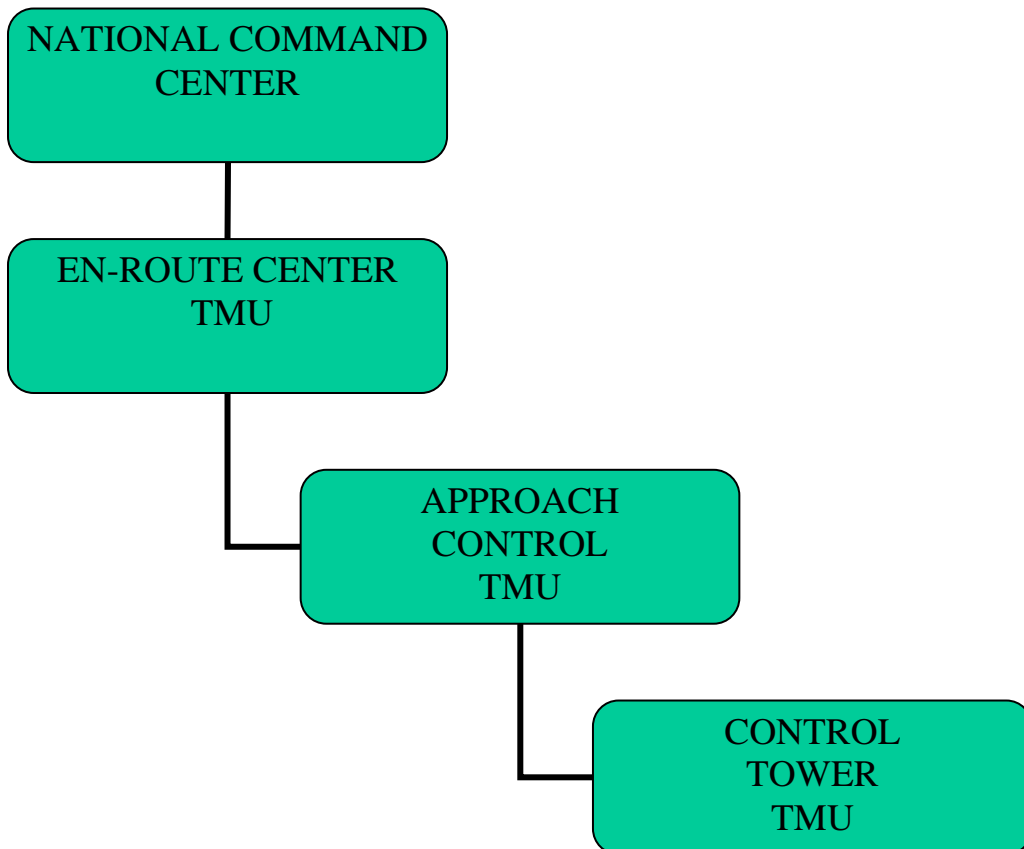 NATIONAL COMMAND
CENTER
EN-ROUTE CENTER
TMU
APPROACH
CONTROL
TMU
CONTROL
TOWER
TMU